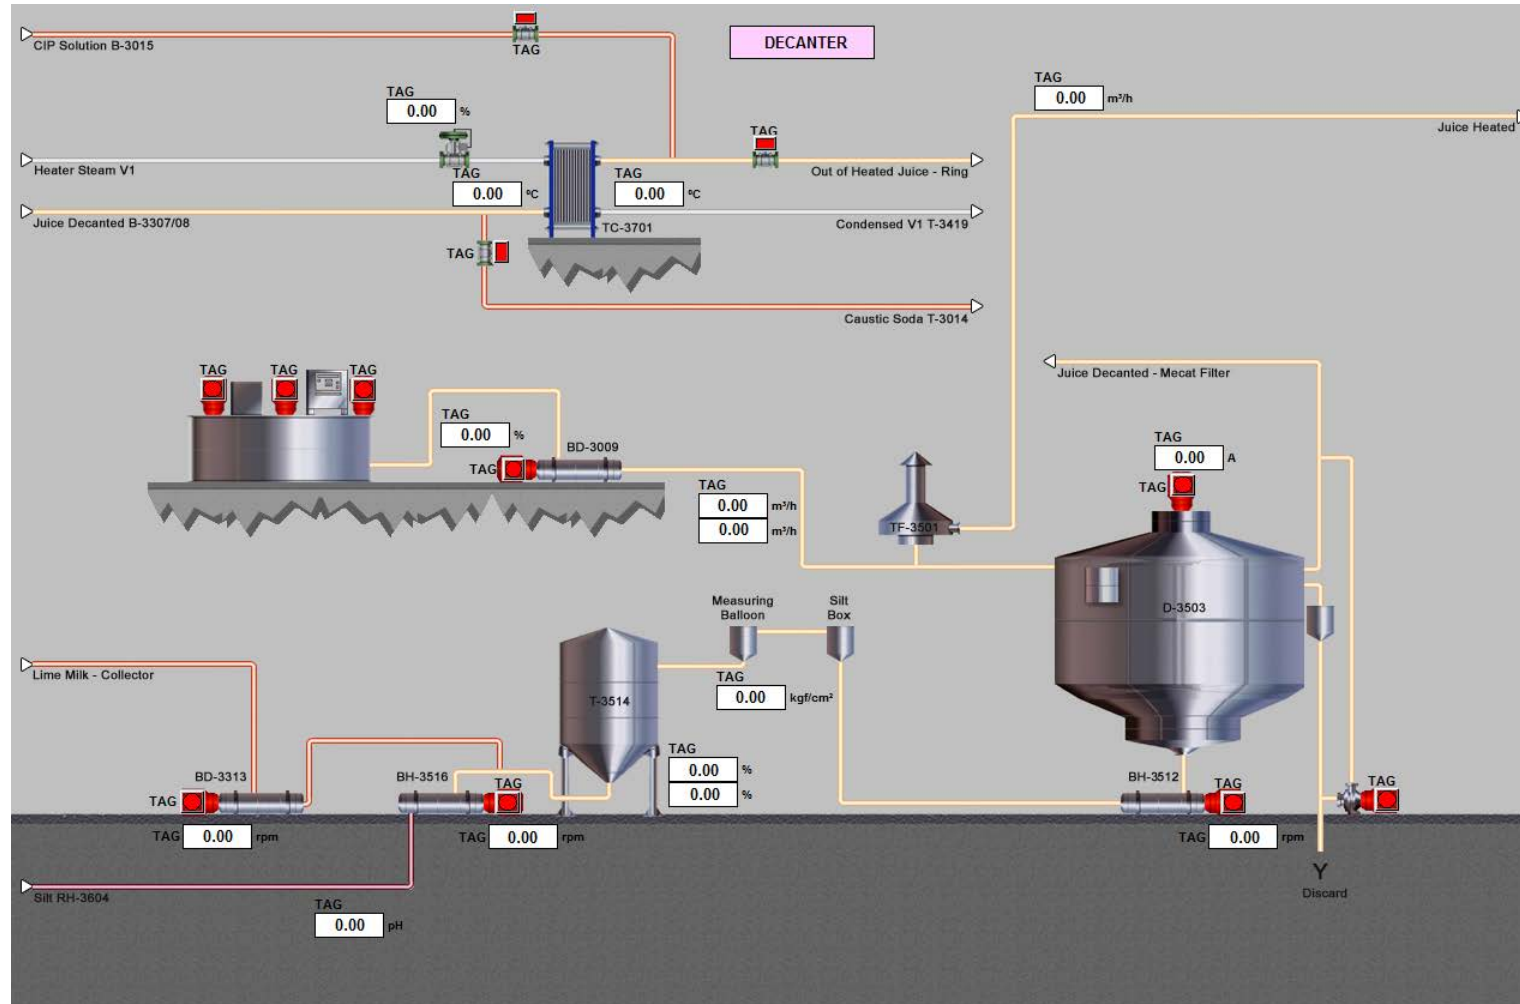 CIP Solution B-3015
TAG
DECANTER
TAG
0.00 m³/h
Juice Heated
TAG
0.00 %
Heater Steam V1
TAG
0.00 ºC
TAG
0.00 ºC
TAG
Out of Heated Juice - Ring
Juice Decanted B-3307/08
TC-3701
Condensed V1 T-3419
TAG
Caustic Soda T-3014
Juice Decanted - Mecat Filter
TAG
TAG
TAG
TAG
0.00 %
BD-3009
TAG
TAG
0.00 m³/h
0.00 m³/h
TF-3501
TAG
0.00 A
TAG
D-3503
Measuring
Balloon
Silt
Box
Lime Milk - Collector
T-3514
TAG
0.00 kgf/cm²
TAG
0.00 %
0.00 %
BD-3313
TAG
TAG 0.00 rpm
BH-3516
TAG
TAG 0.00 rpm
BH-3512
TAG
TAG 0.00 rpm
TAG
Y
Discard
Silt RH-3604
TAG
0.00 pH